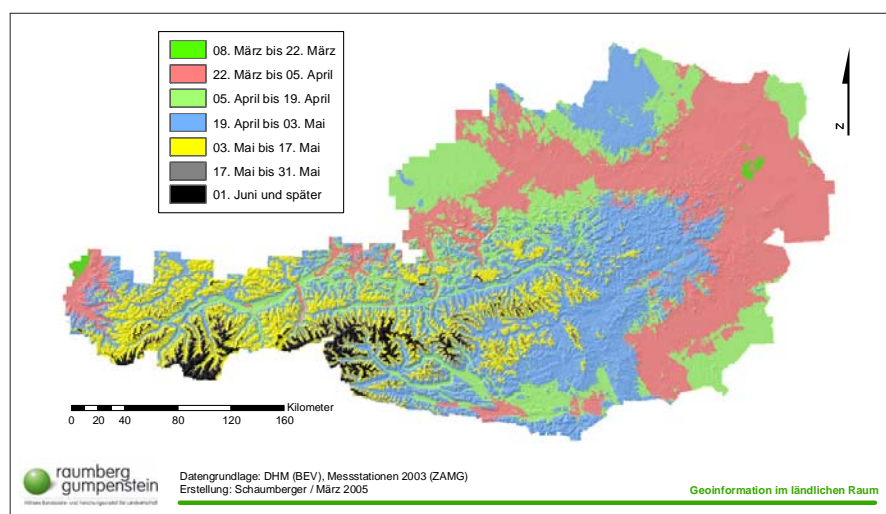 08. März bis 22. März
22. März bis 05. April
05. April bis 19. April
19. April bis 03. Mai
03. Mai bis 17. Mai
17. Mai bis 31. Mai
01. Juni und später
N
Kilometer
0 20 40 80 120 160
raumberg
gumpenstein
Datengrundlage: DHM (BEV), Messstationen 2003 (ZAMG)
Erstellung: Schaumberger / März 2005
Geoinformation im ländlichen Raum